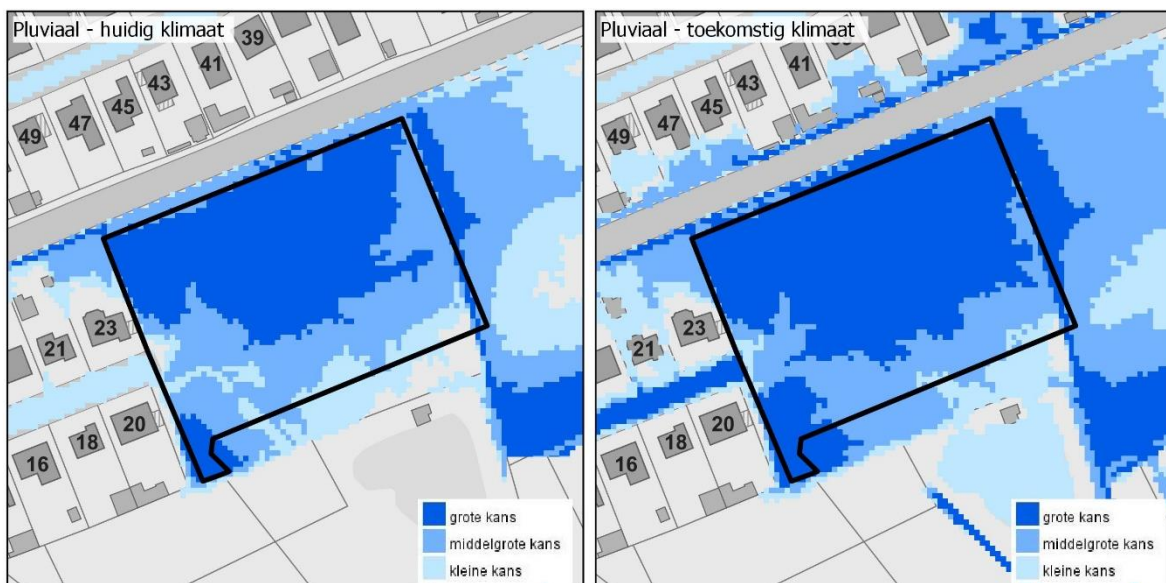 Pluviaal - huidig klimaat
39
41
43
45
47
49
23
21
20
18
16
grote kans
middelgrote kans
kleine kans
Pluviaal - toekomstig klimaat
41
43
45
47
49
23
21
20
18
16
grote kans
middelgrote kans
kleine kans